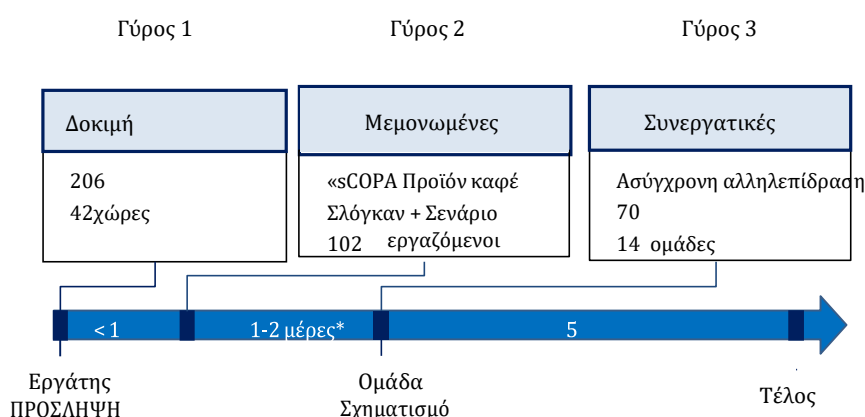 Γύρος 1
Γύρος 2
Γύρος 3
Δοκιμή
206
42χώρες
Μεμονωμένες
«sCOPA Προϊόν καφέ
Σλόγκαν + Σενάριο
102 εργαζόμενοι
Συνεργατικές
Ασύγχρονη αλληλεπίδραση
70
14 ομάδες
< 1
1-2 μέρες*
5
Εργάτης
ΠΡΟΣΛΗΨΗ
Ομάδα
Σχηματισμό
Τέλος